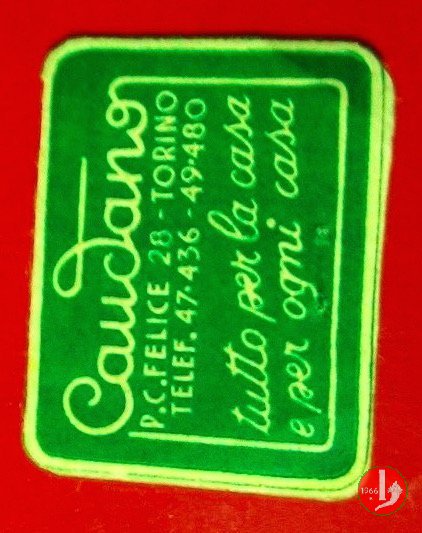 Caudano
P.C.FELICE 28-TORINO
TELEF. 47·436 - 49·480
tutto per la casa
e per ogni casa
1966